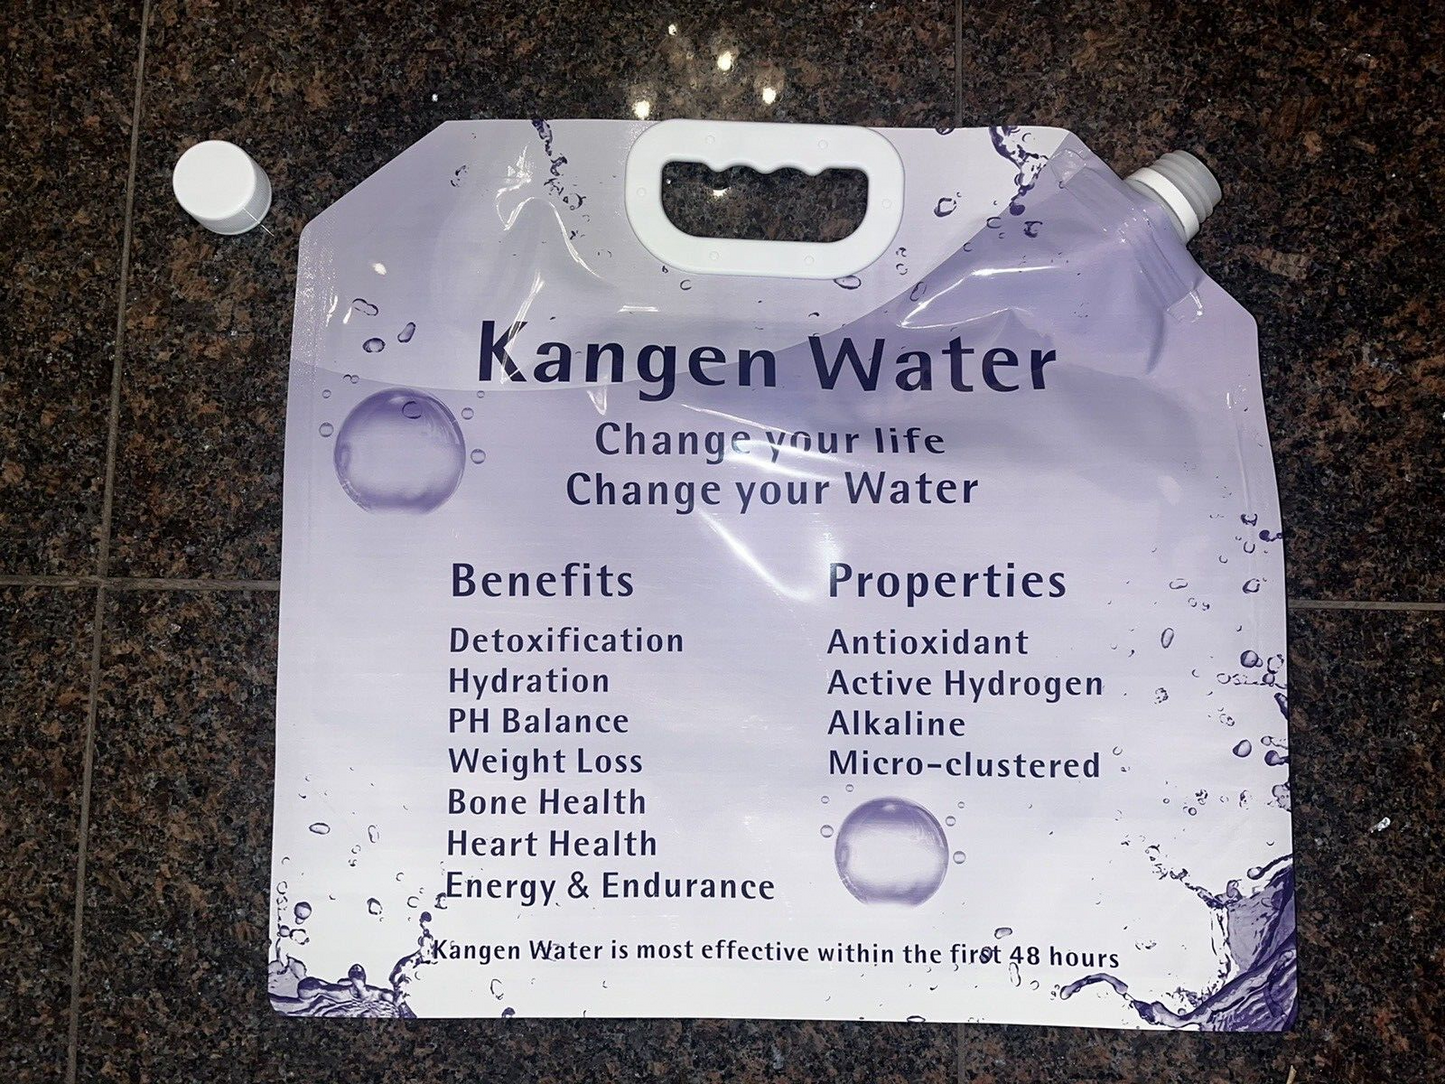 Kangen Water
Change your life
Change your Water
Benefits
Detoxification
Hydration
PH Balance
Weight Loss
Bone Health
Heart Health
Energy & Endurance
Properties
Antioxidant
Active Hydrogen
Alkaline
Micro-clustered
Kangen Water is most effective within the first 48 hours